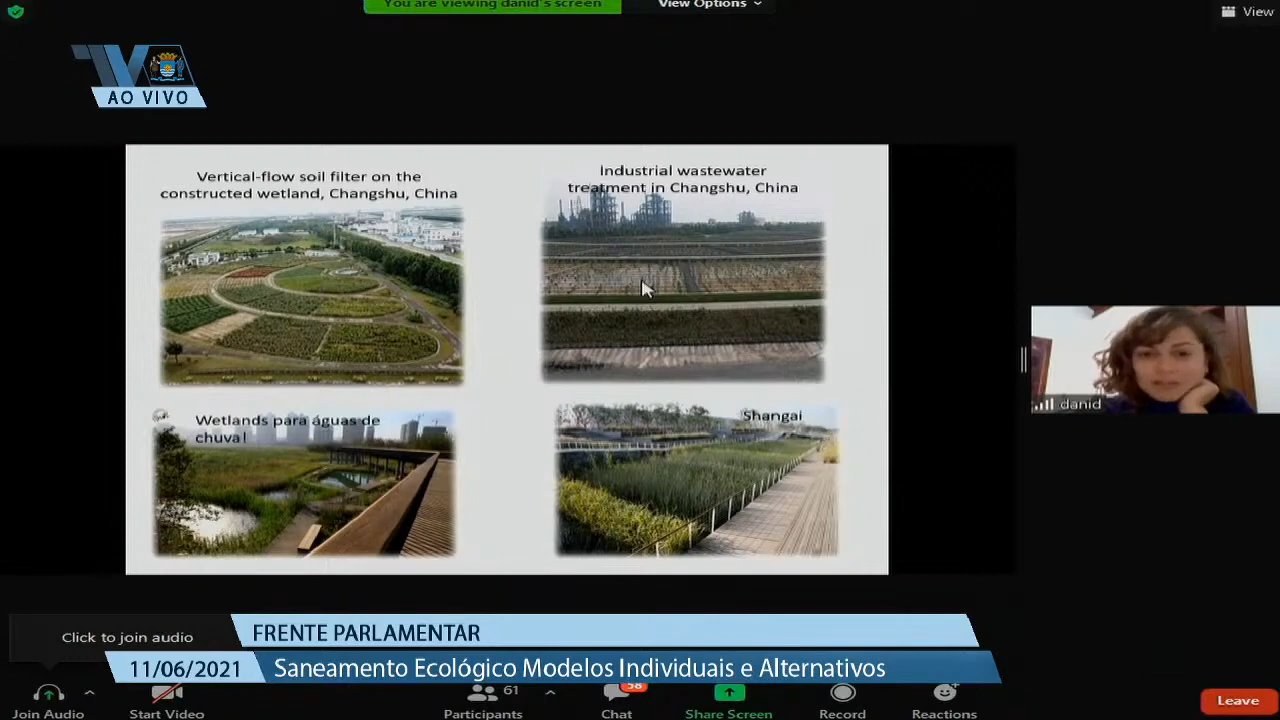 You are viewing danid's screen
View Options
View
TV
AO VIVO
Vertical-flow soil filter on the
constructed wetland, Changshu, China
Industrial wastewater
treatment in Changshu, China
Wetlands para águas de
chuva!
Shangai
danid
Click to join audio
FRENTE PARLAMENTAR
11/06/2021
Saneamento Ecológico Modelos Individuais e Alternativos
Join Audio
Start Video
61
Participants
58
Chat
Share Screen
Record
Reactions
Leave